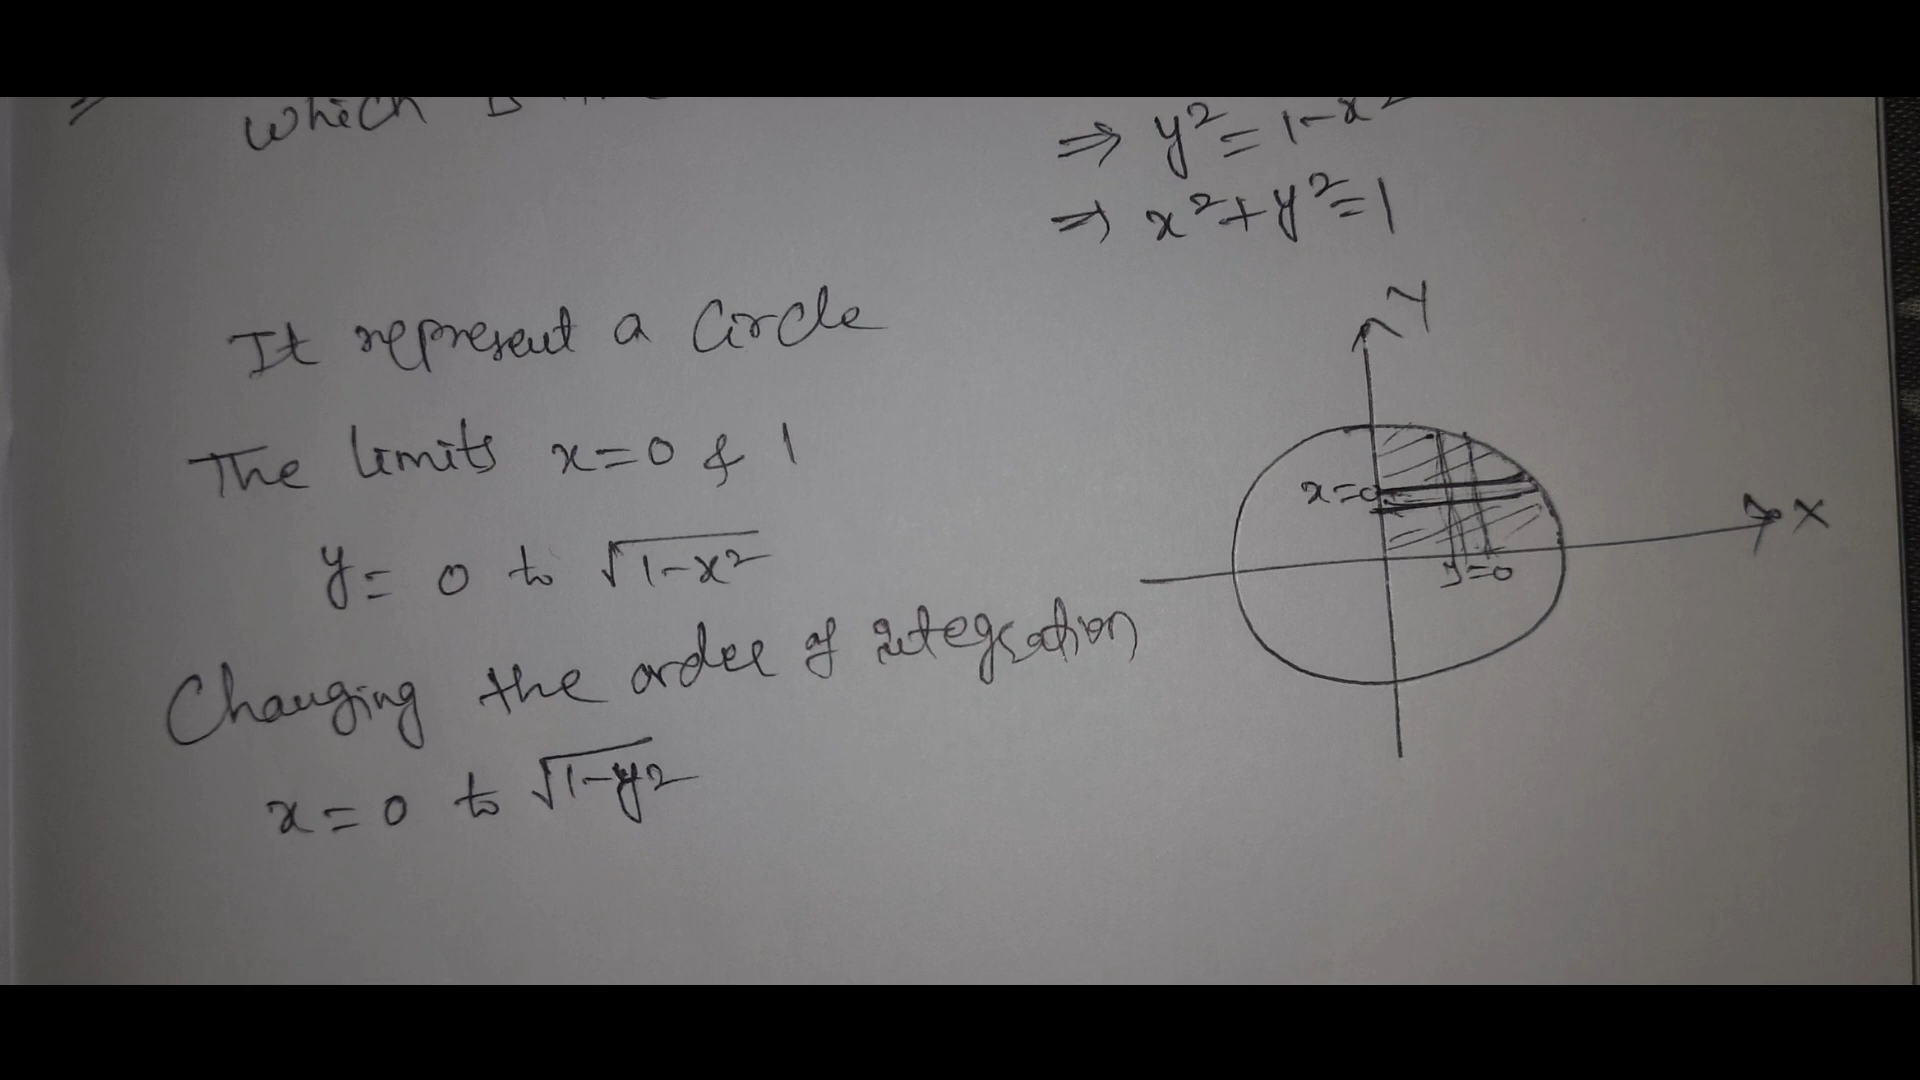 which
⇒ y² = 1-x²
⇒ x²+y²=1
It represent a Circle
The limits x=0 & 1
y= 0 to √1-x²
Changing the order of integration
x=0 to √1-y²
Y
x=0
X
y=0